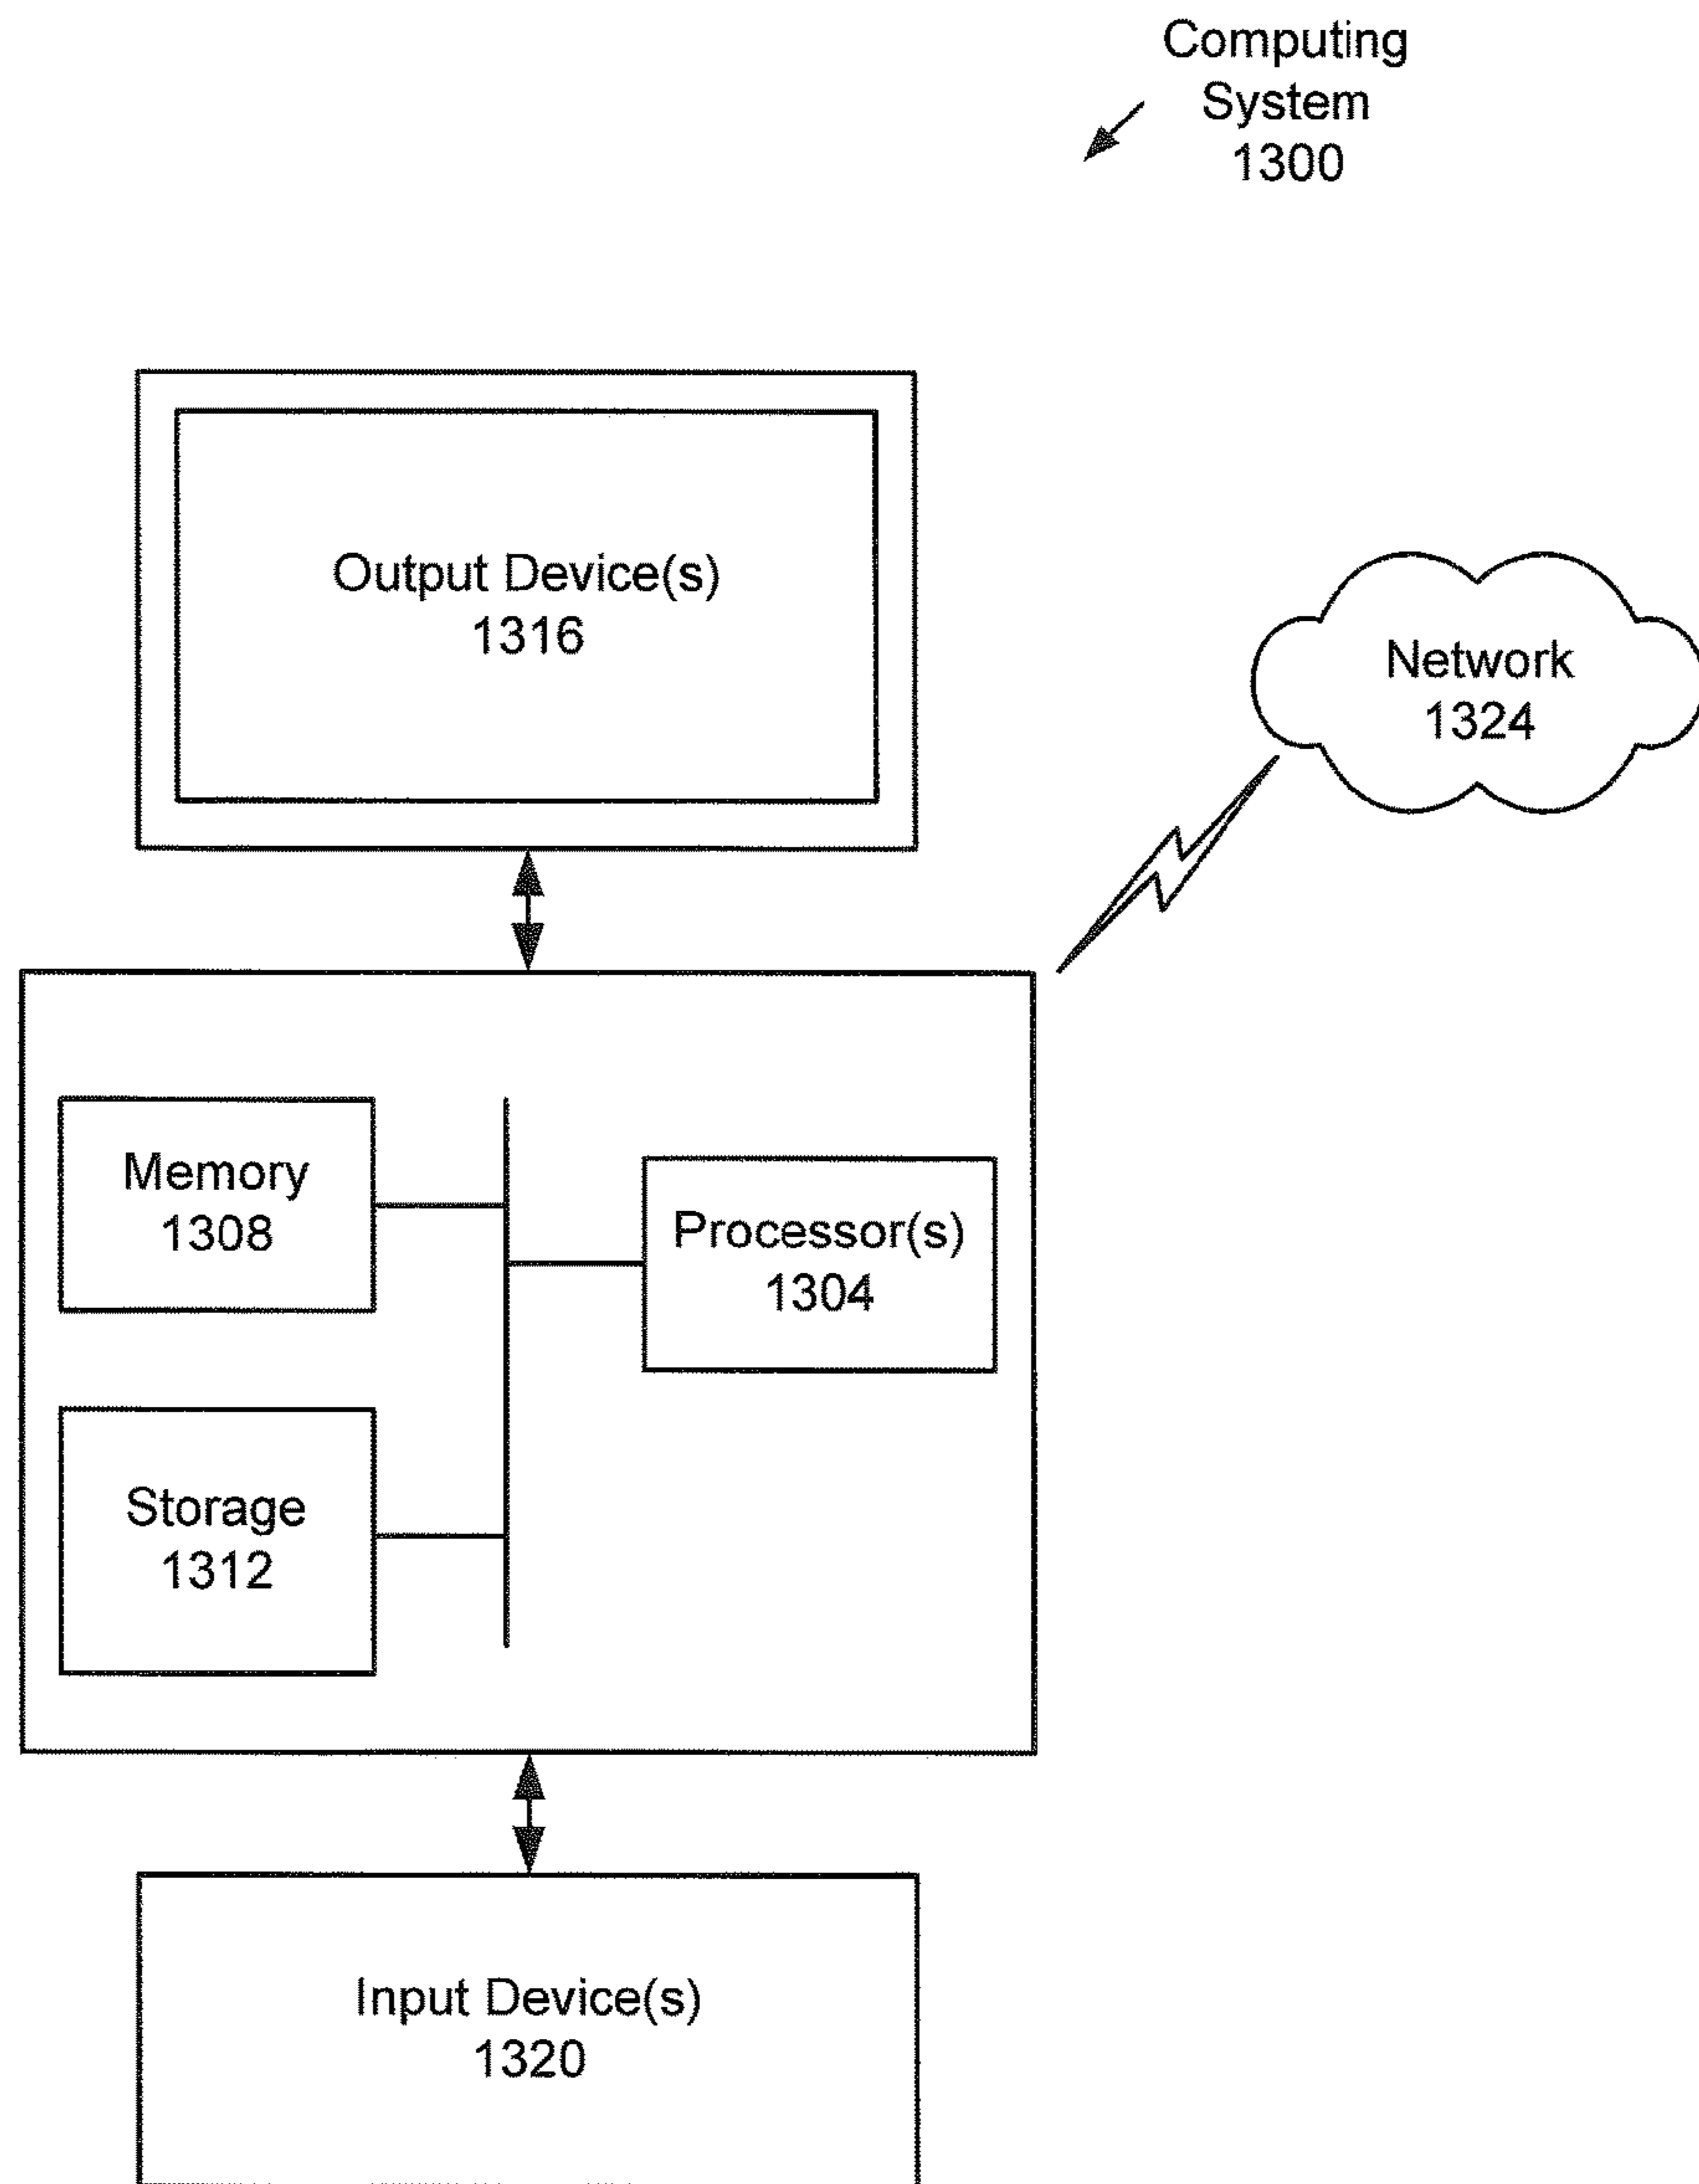 Computing
System
1300
Output Device(s)
1316
Network
1324
Memory
1308
Processor(s)
1304
Storage
1312
Input Device(s)
1320